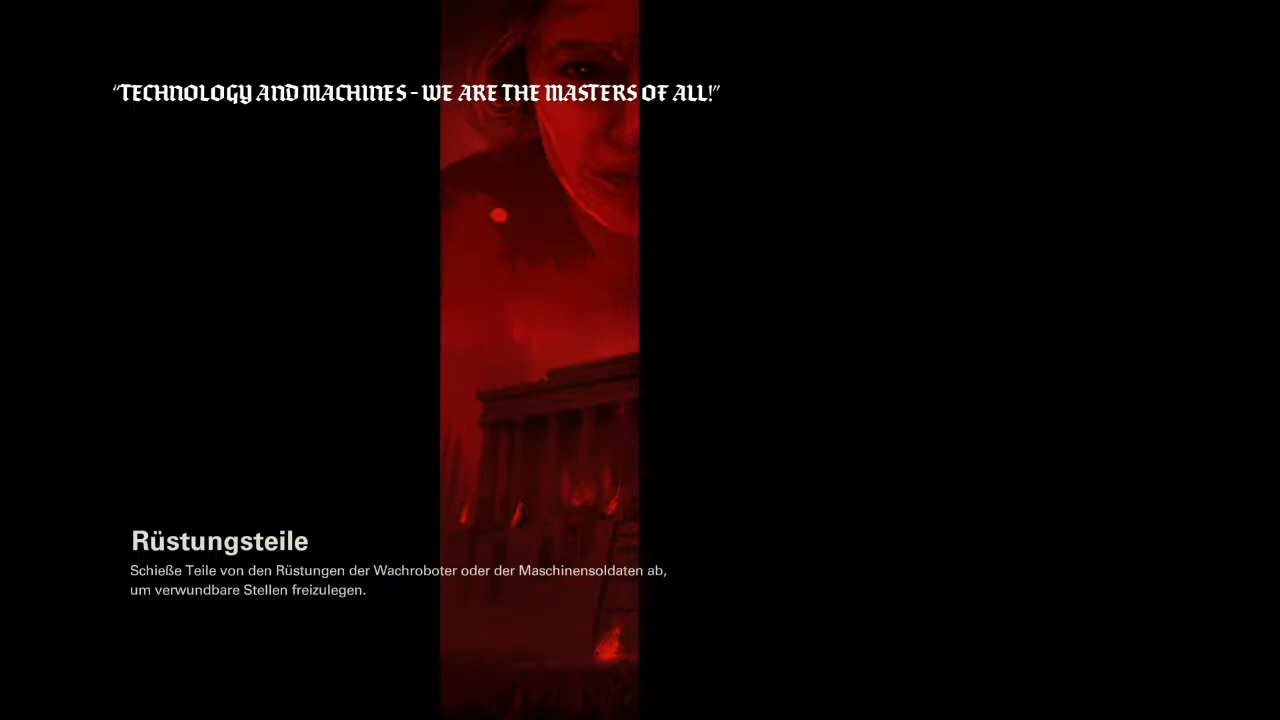 “TECHNOLOGY AND MACHINES - WE ARE THE MASTERS OF ALL!”
Rüstungsteile
Schieße Teile von den Rüstungen der Wachroboter oder der Maschinensoldaten ab,
um verwundbare Stellen freizulegen.